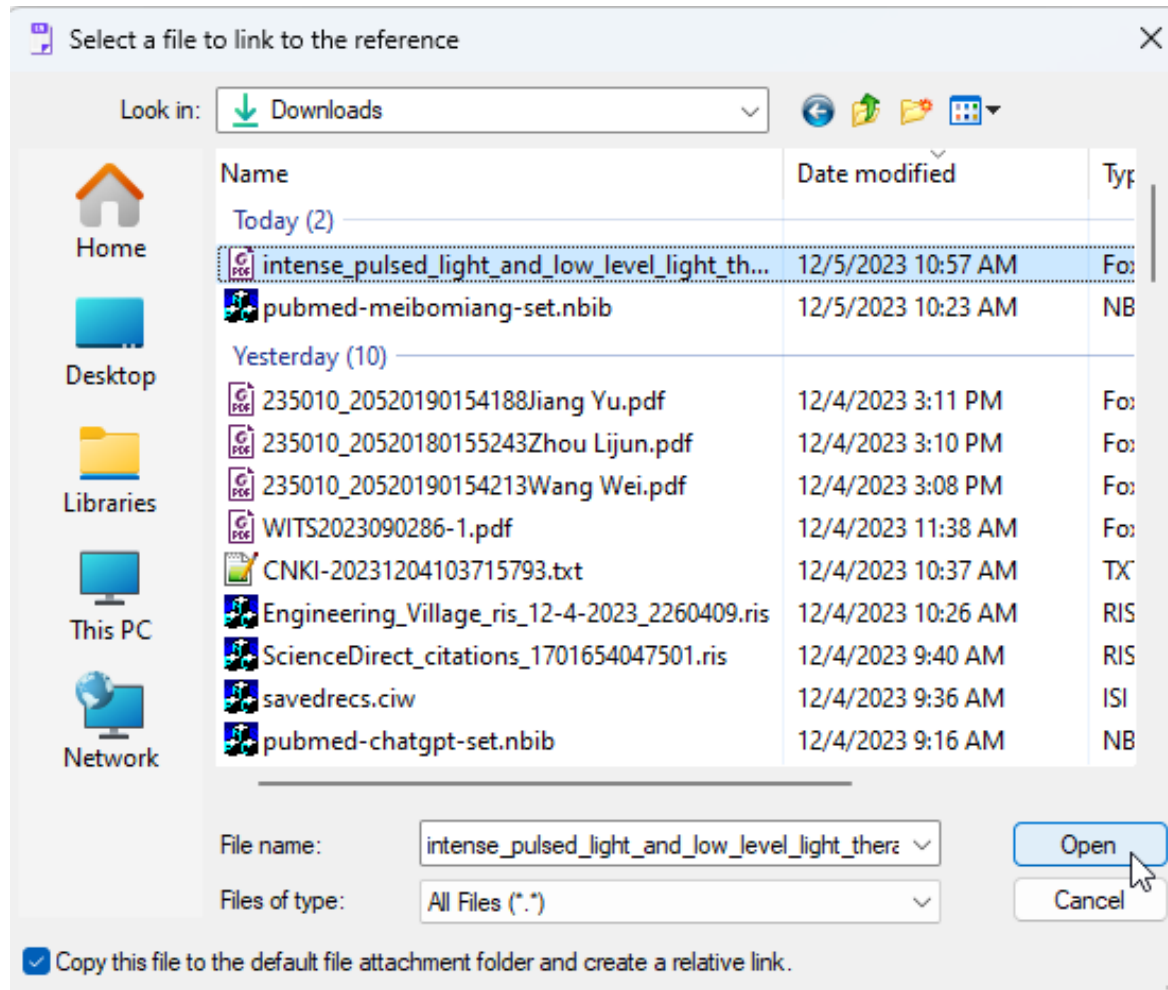 Select a file to link to the reference
Look in: Downloads
Name Date modified Typ
Today (2)
intense_pulsed_light_and_low_level_light_th... 12/5/2023 10:57 AM Fox
pubmed-meibomiang-set.nbib 12/5/2023 10:23 AM NB
Yesterday (10)
235010_20520190154188Jiang Yu.pdf 12/4/2023 3:11 PM Fox
235010_20520180155243Zhou Lijun.pdf 12/4/2023 3:10 PM Fox
235010_20520190154213Wang Wei.pdf 12/4/2023 3:08 PM Fox
WITS2023090286-1.pdf 12/4/2023 11:38 AM Fox
CNKI-20231204103715793.txt 12/4/2023 10:37 AM TXT
Engineering_Village_ris_12-4-2023_2260409.ris 12/4/2023 10:26 AM RIS
ScienceDirect_citations_1701654047501.ris 12/4/2023 9:40 AM RIS
savedrecs.ciw 12/4/2023 9:36 AM ISI
pubmed-chatgpt-set.nbib 12/4/2023 9:16 AM NB
Home
Desktop
Libraries
This PC
Network
File name: intense_pulsed_light_and_low_level_light_thera Open
Files of type: All Files (*.*) Cancel
Copy this file to the default file attachment folder and create a relative link.